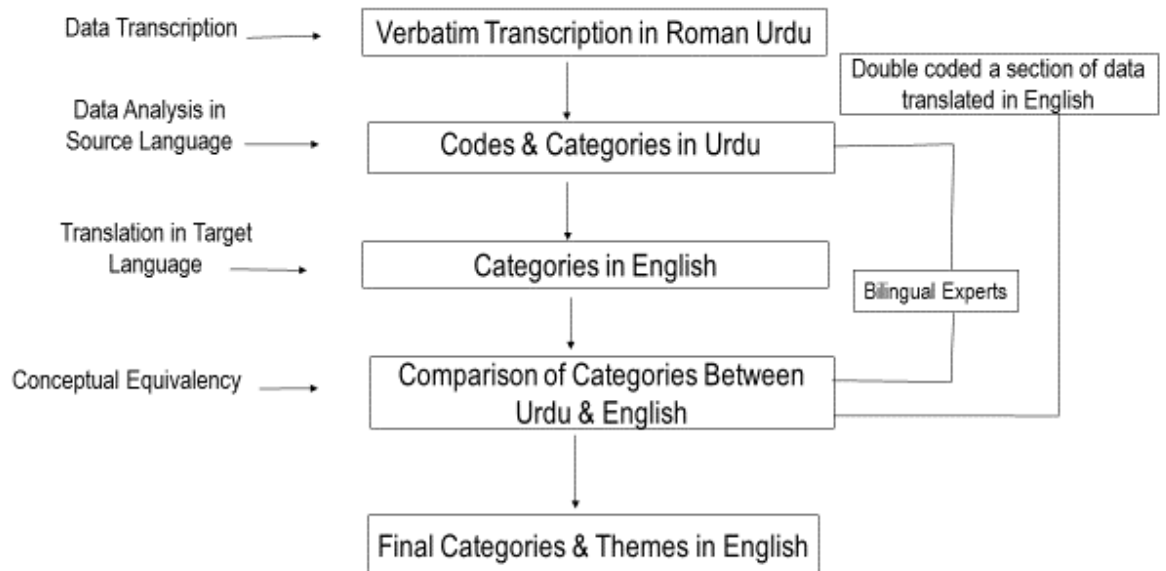 Data Transcription
Verbatim Transcription in Roman Urdu
Double coded a section of data
translated in English
Data Analysis in
Source Language
Codes & Categories in Urdu
Translation in Target
Language
Categories in English
Bilingual Experts
Conceptual Equivalency
Comparison of Categories Between
Urdu & English
Final Categories & Themes in English